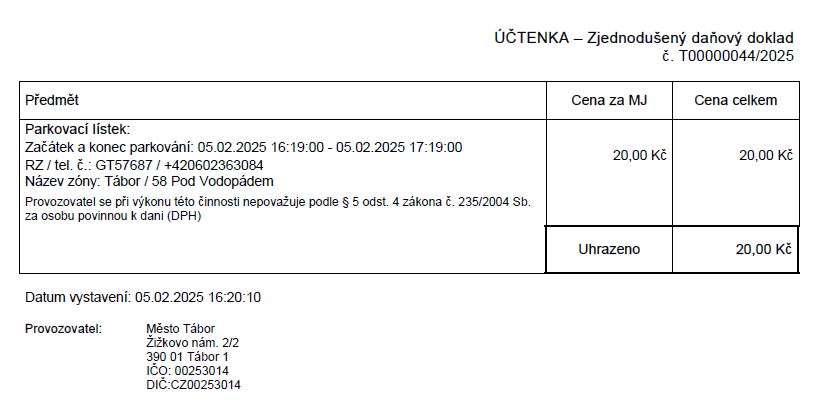 ÚČTENKA – Zjednodušený daňový doklad
č. T00000044/2025
Předmět Cena za MJ Cena celkem
Parkovací lístek:
Začátek a konec parkování: 05.02.2025 16:19:00 - 05.02.2025 17:19:00
20,00 Kč 20,00 Kč
RZ / tel. č.: GT57687 / +420602363084
Název zóny: Tábor / 58 Pod Vodopádem
Provozovatel se při výkonu této činnosti nepovažuje podle § 5 odst. 4 zákona č. 235/2004 Sb.
za osobu povinnou k dani (DPH)
Uhrazeno 20,00 Kč
Datum vystavení: 05.02.2025 16:20:10
Provozovatel: Město Tábor
Žižkovo nám. 2/2
390 01 Tábor 1
IČO: 00253014
DIČ:CZ00253014